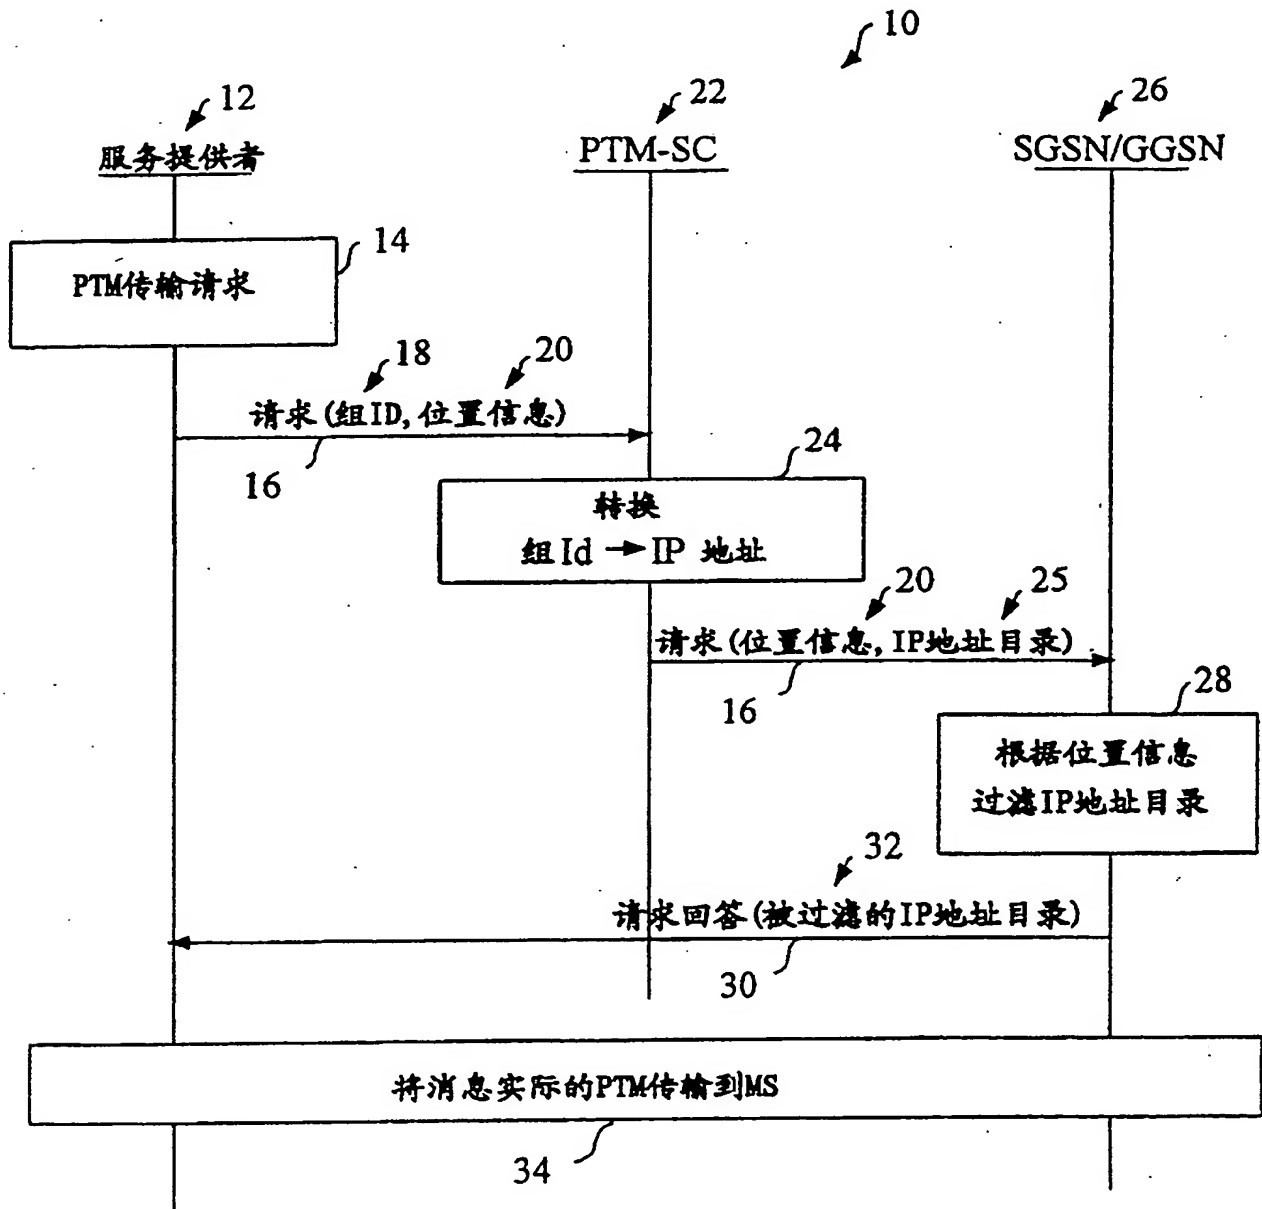 10
12
22
26
服务提供者
PTM-SC
SGSN/GGSN
14
PTM传输请求
18
20
请求(组ID,位置信息)
16
24
转换
组Id → IP 地址
20
25
请求(位置信息,IP地址目录)
16
28
根据位置信息
过滤IP地址目录
32
请求回答(被过滤的IP地址目录)
30
将消息实际的PTM传输到MS
34